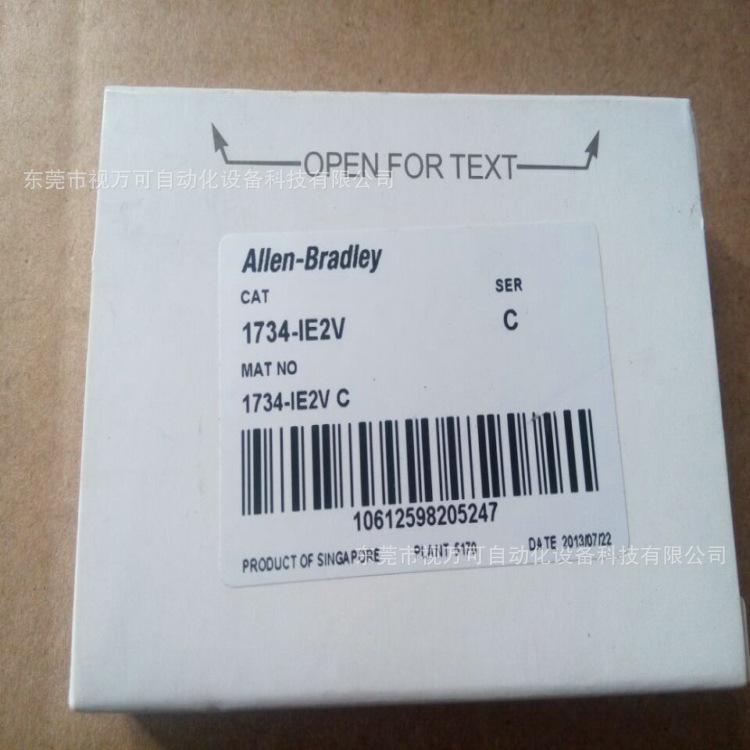 OPEN FOR TEXT
东莞市视万可自动化设备科技有限公司
Allen-Bradley
CAT SER
1734-IE2V C
MAT NO
1734-IE2V C
10612598205247
PRODUCT OF SINGAPORE PLANT 5170 DATE 2013/07/22
东莞市视万可自动化设备科技有限公司